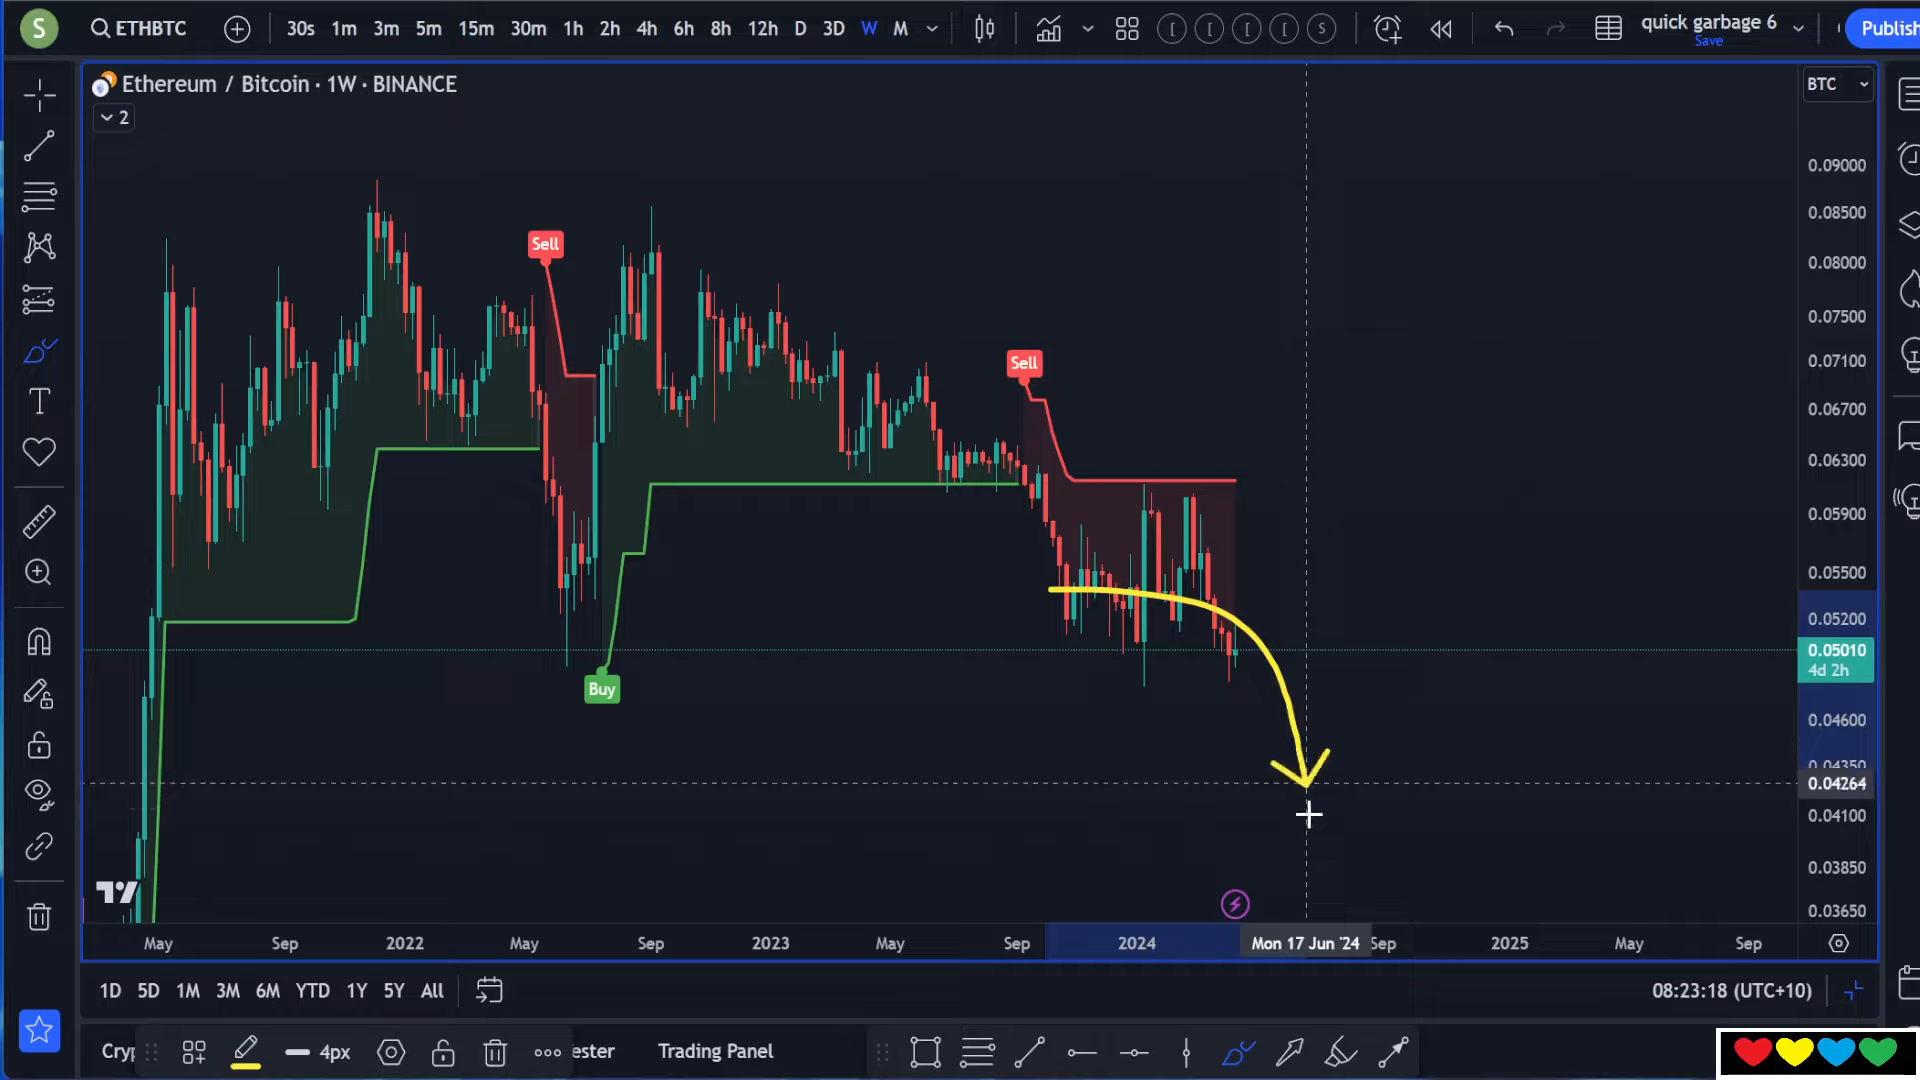 S
ETHBTC
30s 1m 3m 5m 15m 30m 1h 2h 4h 6h 8h 12h D 3D W M
S
quick garbage 6
Save
Publish
Ethereum / Bitcoin · 1W · BINANCE
BTC
2
0.09000
0.08500
Sell
0.08000
0.07500
Sell
0.07100
0.06700
0.06300
0.05900
0.05500
0.05200
0.05010
4d 2h
Buy
0.04600
0.04350
0.04264
0.04100
0.03850
0.03650
May Sep 2022 May Sep 2023 May Sep 2024 Mon 17 Jun '24 Sep 2025 May Sep
1D 5D 1M 3M 6M YTD 1Y 5Y All
08:23:18 (UTC+10)
Cryp
4px
ester
Trading Panel